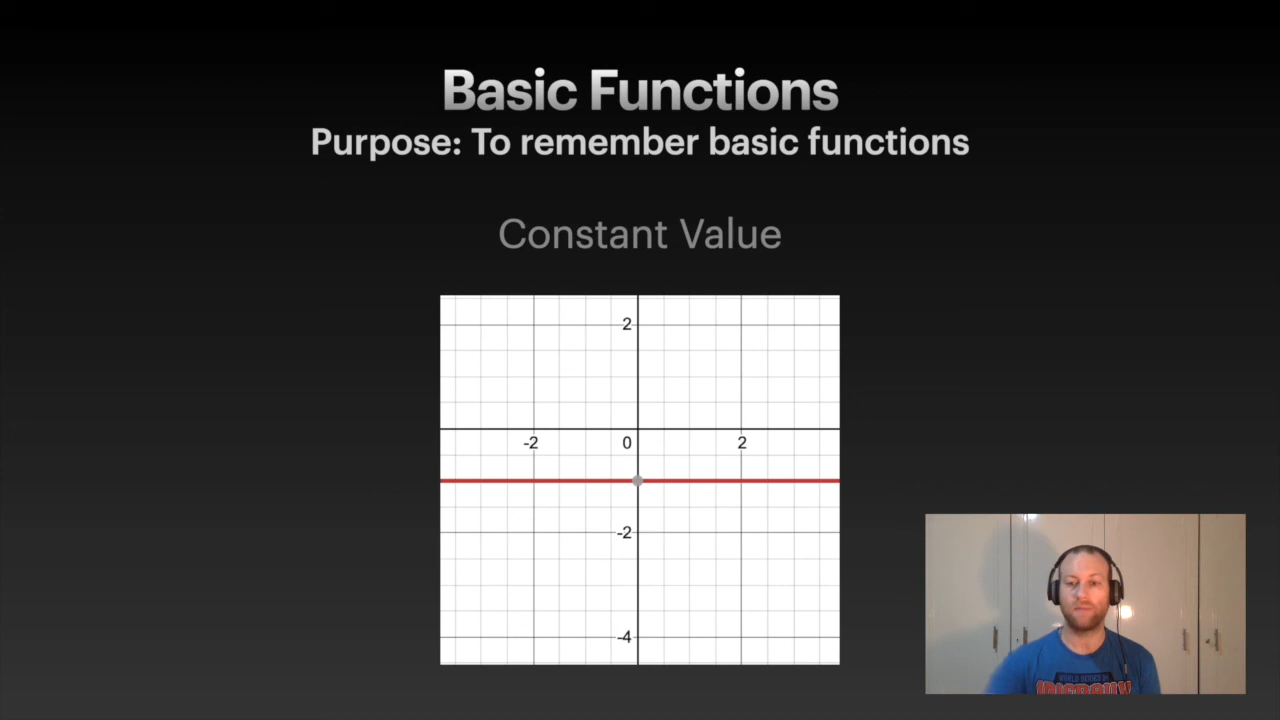 Basic Functions
Purpose: To remember basic functions
Constant Value
2
-2
0
2
-2
-4